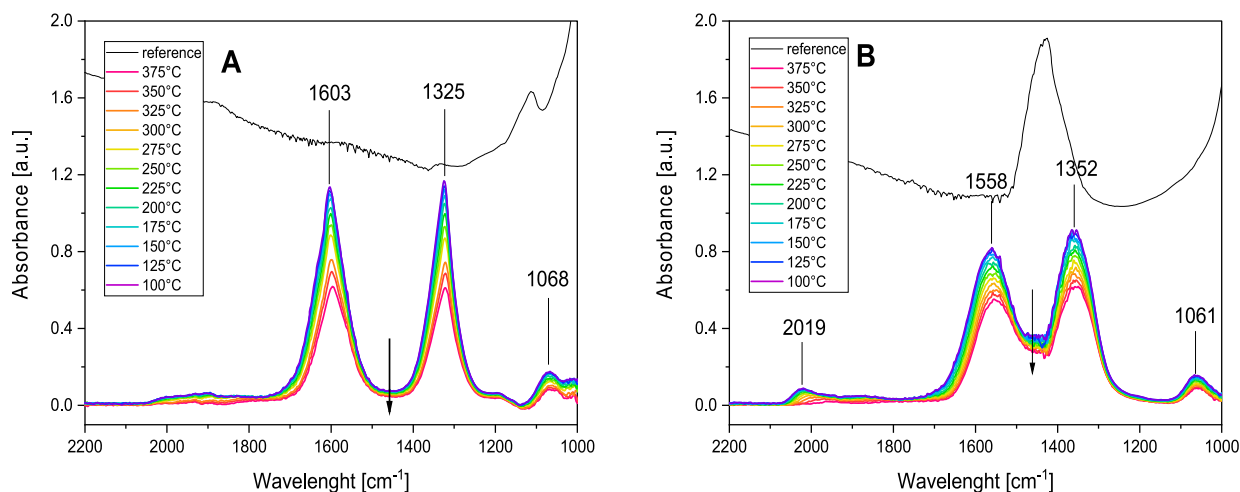 A
reference
375°C
350°C
325°C
300°C
275°C
250°C
225°C
200°C
175°C
150°C
125°C
100°C
1603
1325
1068
2.0
1.6
1.2
0.8
0.4
0.0
Absorbance [a.u.]
2200 2000 1800 1600 1400 1200 1000
Wavelenght [cm-1]
B
reference
375°C
350°C
325°C
300°C
275°C
250°C
225°C
200°C
175°C
150°C
125°C
100°C
2019
1558
1352
1061
2.0
1.6
1.2
0.8
0.4
0.0
Absorbance [a.u.]
2200 2000 1800 1600 1400 1200 1000
Wavelenght [cm-1]